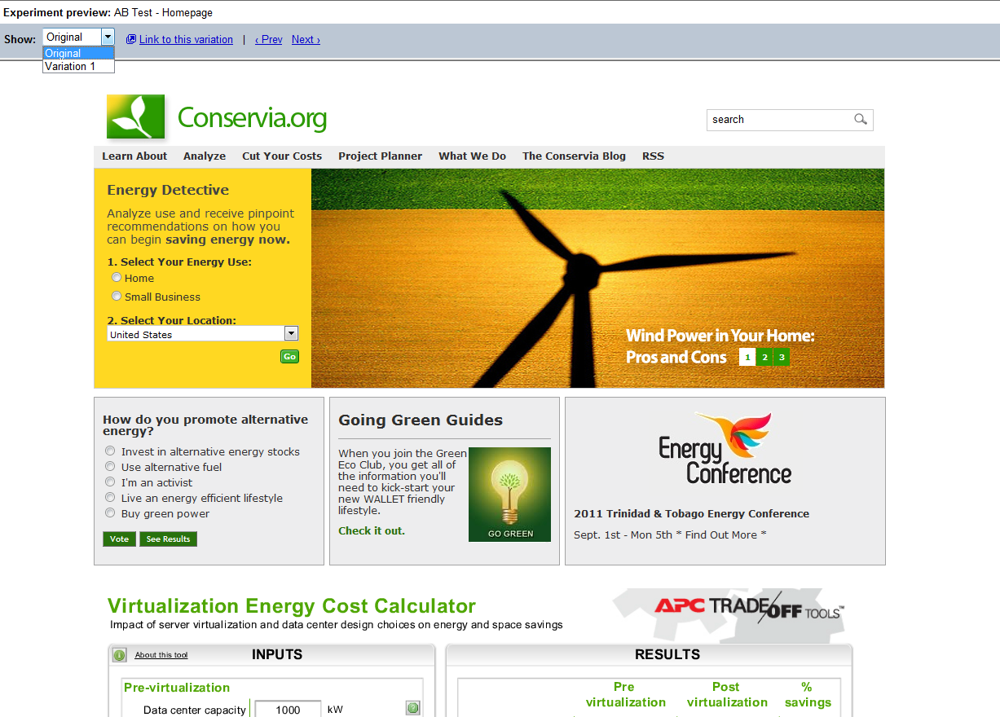 Experiment preview: AB Test - Homepage
Show: Original Link to this variation | ‹ Prev Next ›
Original
Variation 1
Conservia.org
search
Learn About Analyze Cut Your Costs Project Planner What We Do The Conservia Blog RSS
Energy Detective
Analyze use and receive pinpoint
recommendations on how you
can begin saving energy now.
1. Select Your Energy Use:
Home
Small Business
2. Select Your Location:
United States
Go
Wind Power in Your Home:
Pros and Cons 1 2 3
How do you promote alternative
energy?
Invest in alternative energy stocks
Use alternative fuel
I'm an activist
Live an energy efficient lifestyle
Buy green power
Vote See Results
Going Green Guides
When you join the Green
Eco Club, you get all of
the information you'll
need to kick-start your
new WALLET friendly
lifestyle.
Check it out.
GO GREEN
Energy
Conference
2011 Trinidad & Tobago Energy Conference
Sept. 1st - Mon 5th * Find Out More *
Virtualization Energy Cost Calculator
Impact of server virtualization and data center design choices on energy and space savings
APC TRADE/OFF TOOLS™
About this tool INPUTS
Pre-virtualization
Data center capacity 1000 kW
RESULTS
Pre Post %
virtualization virtualization savings